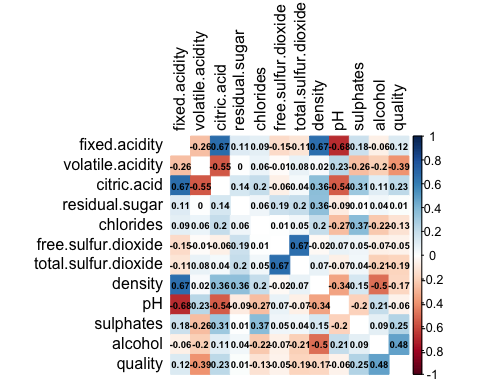 fixed.acidity volatile.acidity citric.acid residual.sugar chlorides free.sulfur.dioxide total.sulfur.dioxide density pH sulphates alcohol quality
fixed.acidity -0.26 0.67 0.11 0.09 -0.15 -0.11 0.67 -0.68 0.18 -0.06 0.12
volatile.acidity -0.26 -0.55 0 0.06 -0.01 0.08 0.02 0.23 -0.26 -0.2 -0.39
citric.acid 0.67 -0.55 0.14 0.2 -0.06 0.04 0.36 -0.54 0.31 0.11 0.23
residual.sugar 0.11 0 0.14 0.06 0.19 0.2 0.36 -0.09 0.01 0.04 0.01
chlorides 0.09 0.06 0.2 0.06 0.01 0.05 0.2 -0.27 0.37 -0.22 -0.13
free.sulfur.dioxide -0.15 -0.01 -0.06 0.19 0.01 0.67 -0.02 0.07 0.05 -0.07 -0.05
total.sulfur.dioxide -0.11 0.08 0.04 0.2 0.05 0.67 0.07 -0.07 0.04 -0.21 -0.19
density 0.67 0.02 0.36 0.36 0.2 -0.02 0.07 -0.34 0.15 -0.5 -0.17
pH -0.68 0.23 -0.54 -0.09 -0.27 0.07 -0.07 -0.34 -0.2 0.21 -0.06
sulphates 0.18 -0.26 0.31 0.01 0.37 0.05 0.04 0.15 -0.2 0.09 0.25
alcohol -0.06 -0.2 0.11 0.04 -0.22 -0.07 -0.21 -0.5 0.21 0.09 0.48
quality 0.12 -0.39 0.23 0.01 -0.13 -0.05 -0.19 -0.17 -0.06 0.25 0.48
1
0.8
0.6
0.4
0.2
0
-0.2
-0.4
-0.6
-0.8
-1